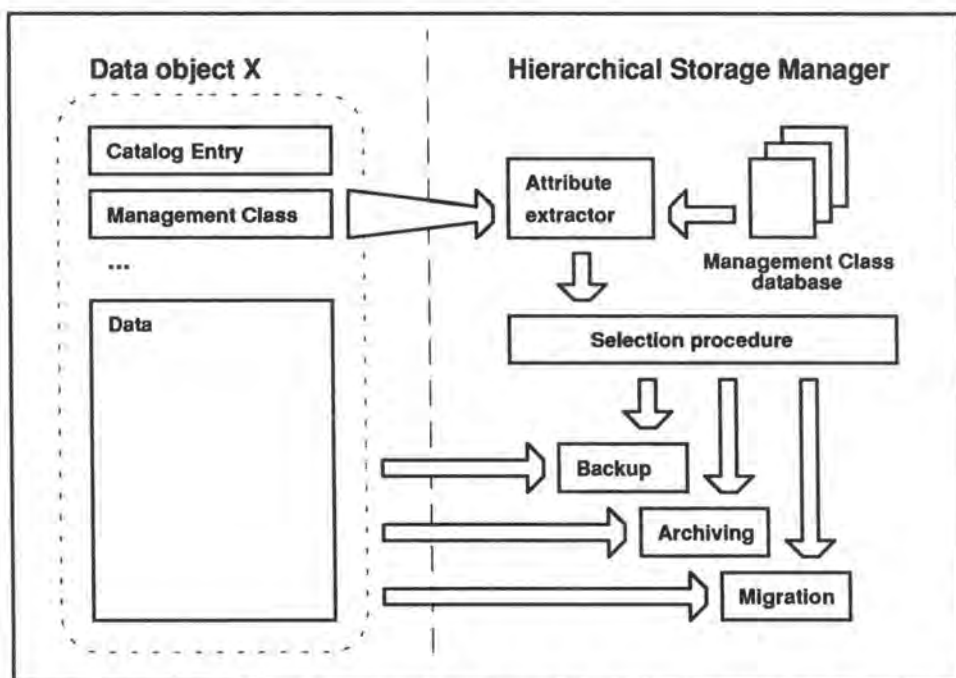 Data object X
Hierarchical Storage Manager
Catalog Entry
Management Class
...
Data
Attribute
extractor
Management Class
database
Selection procedure
Backup
Archiving
Migration